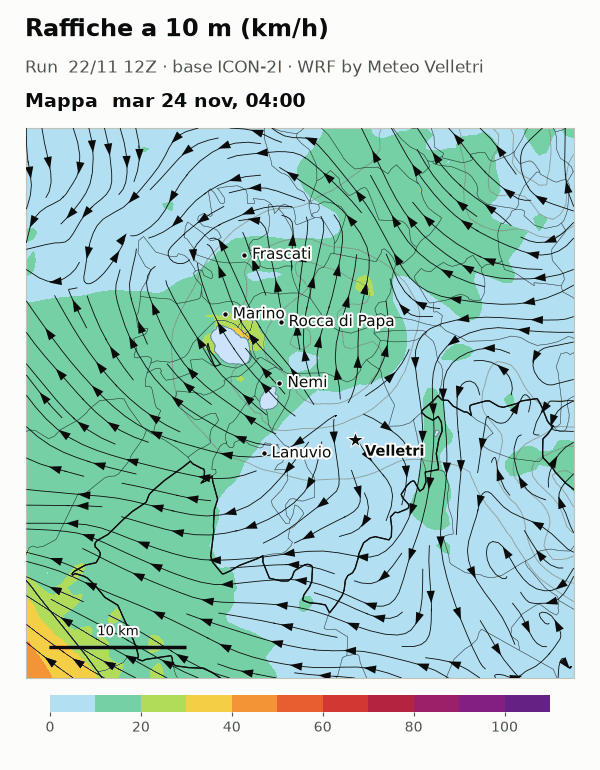 Raffiche a 10 m (km/h)
Run 22/11 12Z · base ICON-2I · WRF by Meteo Velletri
Mappa mar 24 nov, 04:00
Frascati
Marino
Rocca di Papa
Nemi
Velletri
Lanuvio
10 km
0 20 40 60 80 100